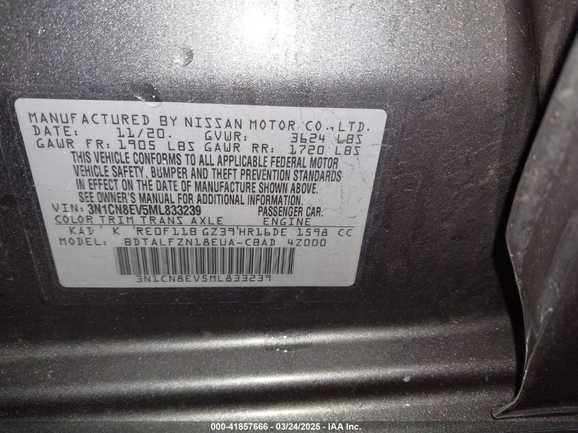 MANUFACTURED BY NISSAN MOTOR CO., LTD.
DATE: 11/20. GVWR: 3624 LBS
GAWR FR: 1905 LBS GAWR RR: 1720 LBS
THIS VEHICLE CONFORMS TO ALL APPLICABLE FEDERAL MOTOR
VEHICLE SAFETY, BUMPER AND THEFT PREVENTION STANDARDS
IN EFFECT ON THE DATE OF MANUFACTURE SHOWN ABOVE.
SEE OWNER'S MANUAL FOR ADDITIONAL INFORMATION.
VIN: 3N1CN8EV5ML833239 PASSENGER CAR
COLOR TRIM TRANS AXLE ENGINE
KAD K RE0F11B GZ39 HR16DE 1598 CC
MODEL: BDTALFZN18EUA-CBAD 4Z000
3N1CN8EV5ML833239
000-41857666 - 03/24/2025 - IAA Inc.